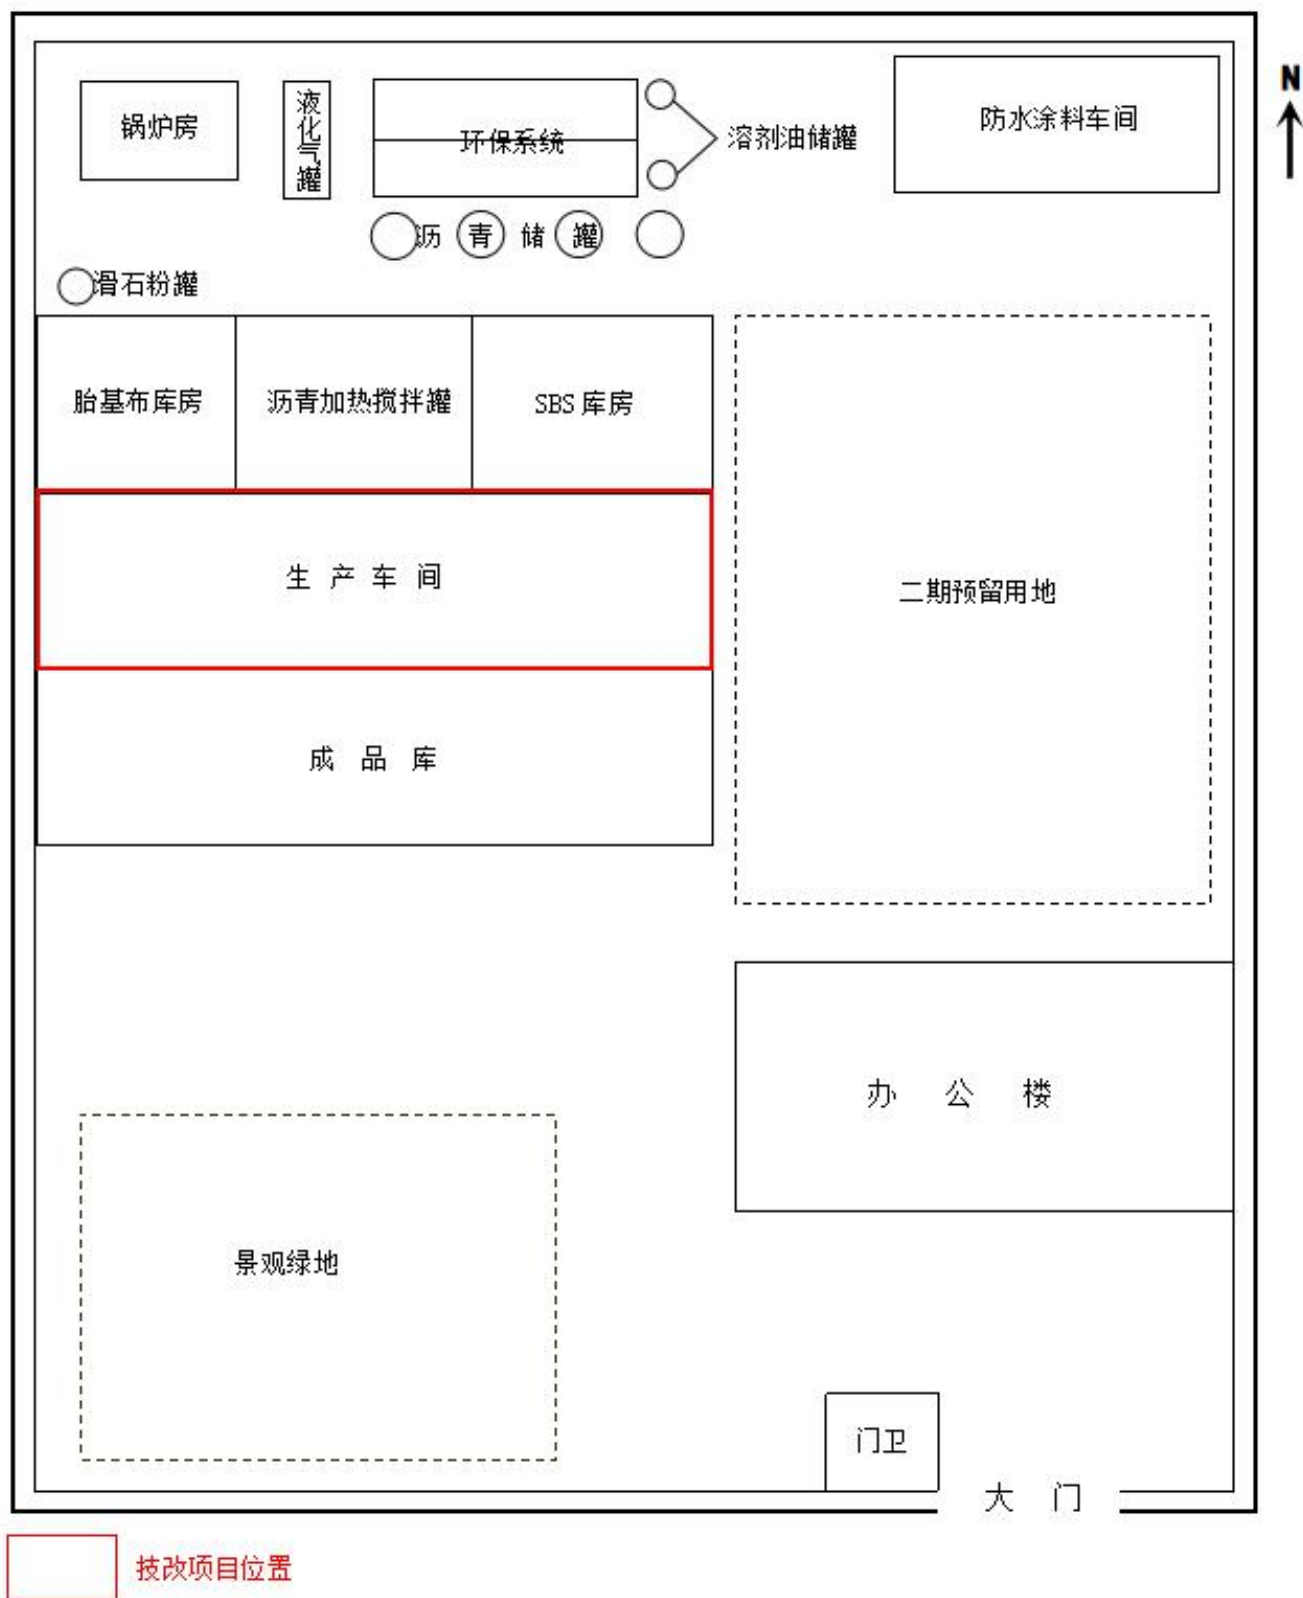 N
锅炉房
液化气罐
环保系统
溶剂油储罐
防水涂料车间
沥青储罐
滑石粉罐
胎基布库房
沥青加热搅拌罐
SBS 库房
生产车间
二期预留用地
成品库
办公楼
景观绿地
门卫
大门
技改项目位置